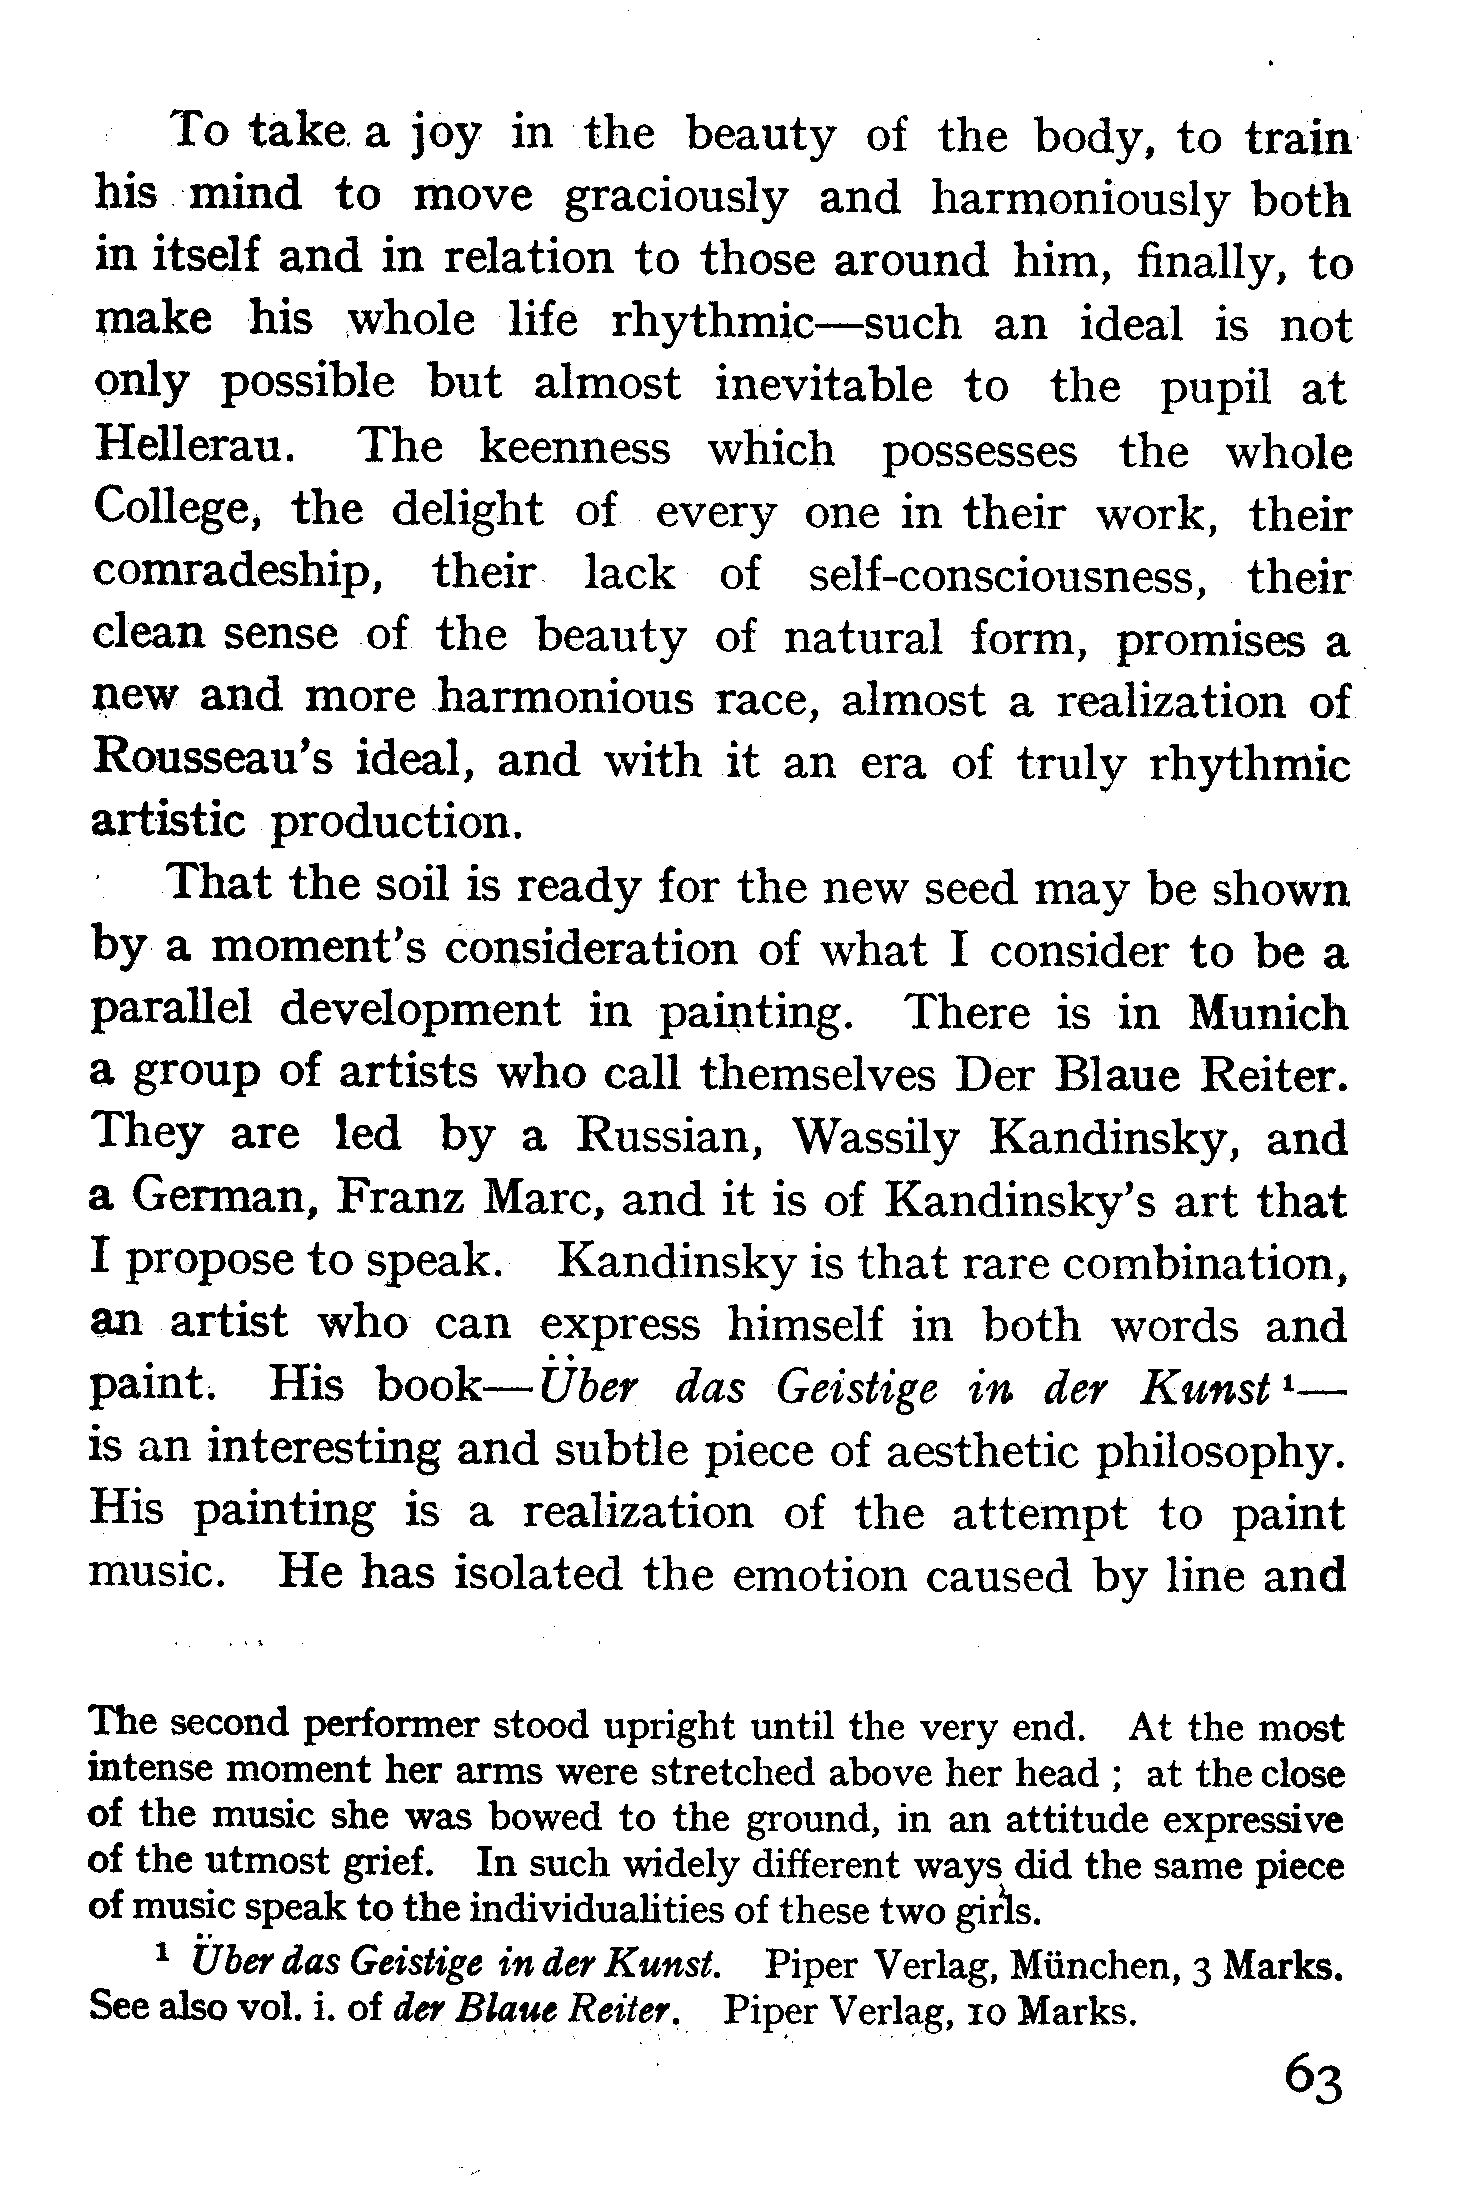 To take a joy in the beauty of the body, to train
his mind to move graciously and harmoniously both
in itself and in relation to those around him, finally, to
make his whole life rhythmic—such an ideal is not
only possible but almost inevitable to the pupil at
Hellerau. The keenness which possesses the whole
College, the delight of every one in their work, their
comradeship, their lack of self-consciousness, their
clean sense of the beauty of natural form, promises a
new and more harmonious race, almost a realization of
Rousseau's ideal, and with it an era of truly rhythmic
artistic production.
That the soil is ready for the new seed may be shown
by a moment's consideration of what I consider to be a
parallel development in painting. There is in Munich
a group of artists who call themselves Der Blaue Reiter.
They are led by a Russian, Wassily Kandinsky, and
a German, Franz Marc, and it is of Kandinsky's art that
I propose to speak. Kandinsky is that rare combination,
an artist who can express himself in both words and
paint. His book—Über das Geistige in der Kunst ¹—
is an interesting and subtle piece of aesthetic philosophy.
His painting is a realization of the attempt to paint
music. He has isolated the emotion caused by line and
The second performer stood upright until the very end. At the most
intense moment her arms were stretched above her head ; at the close
of the music she was bowed to the ground, in an attitude expressive
of the utmost grief. In such widely different ways did the same piece
of music speak to the individualities of these two girls.
¹ Über das Geistige in der Kunst. Piper Verlag, München, 3 Marks.
See also vol. i. of der Blaue Reiter. Piper Verlag, 10 Marks.
63